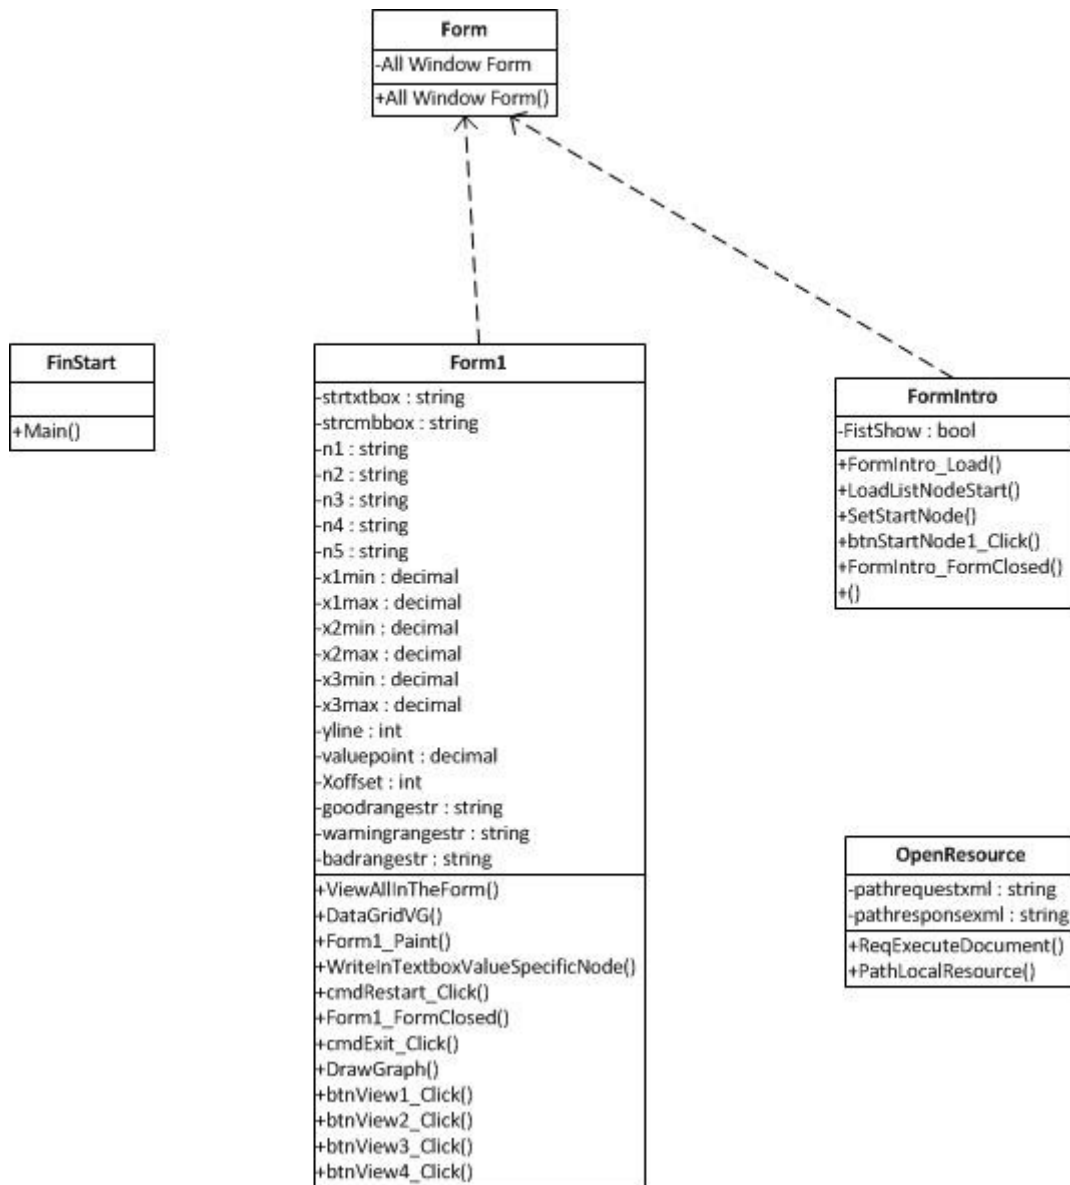 Form
-All Window Form
+All Window Form()
FinStart
+Main()
Form1
-strtxtbox : string
-strcmbbox : string
-n1 : string
-n2 : string
-n3 : string
-n4 : string
-n5 : string
-x1min : decimal
-x1max : decimal
-x2min : decimal
-x2max : decimal
-x3min : decimal
-x3max : decimal
-yline : int
-valuepoint : decimal
-Xoffset : int
-goodrangestr : string
-warningrangestr : string
-badrangestr : string
+ViewAllInTheForm()
+DataGridVG()
+Form1_Paint()
+WriteInTextboxValueSpecificNode()
+cmdRestart_Click()
+Form1_FormClosed()
+cmdExit_Click()
+DrawGraph()
+btnView1_Click()
+btnView2_Click()
+btnView3_Click()
+btnView4_Click()
FormIntro
-FistShow : bool
+FormIntro_Load()
+LoadListNodeStart()
+SetStartNode()
+btnStartNode1_Click()
+FormIntro_FormClosed()
+()
OpenResource
-pathrequestxml : string
-pathresponsexml : string
+ReqExecuteDocument()
+PathLocalResource()